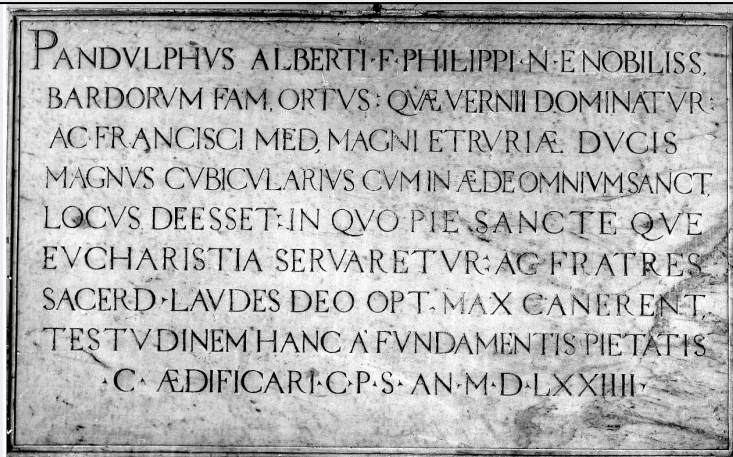 PANDVLPHVS ALBERTI·F·PHILIPPI·N·E NOBILISS,
BARDORVM FAM, ORTVS: QVÆ VERNII DOMINATVR:
AC FRANCISCI MED, MAGNI ETRVRIÆ DVCIS
MAGNVS CVBICVLARIVS CVM IN ÆDE OMNIVM SANCT,
LOCVS DEESSET: IN QVO PIE SANCTE QVE
EVCHARISTIA SERVARETVR: AC FRATRES
SACERD· LAVDES DEO OPT· MAX CANERENT,
TESTVDINEM HANC A FVNDAMENTIS PIETATIS
·C· ÆDIFICARI·C·P·S· AN·M·D·LXXIIII·